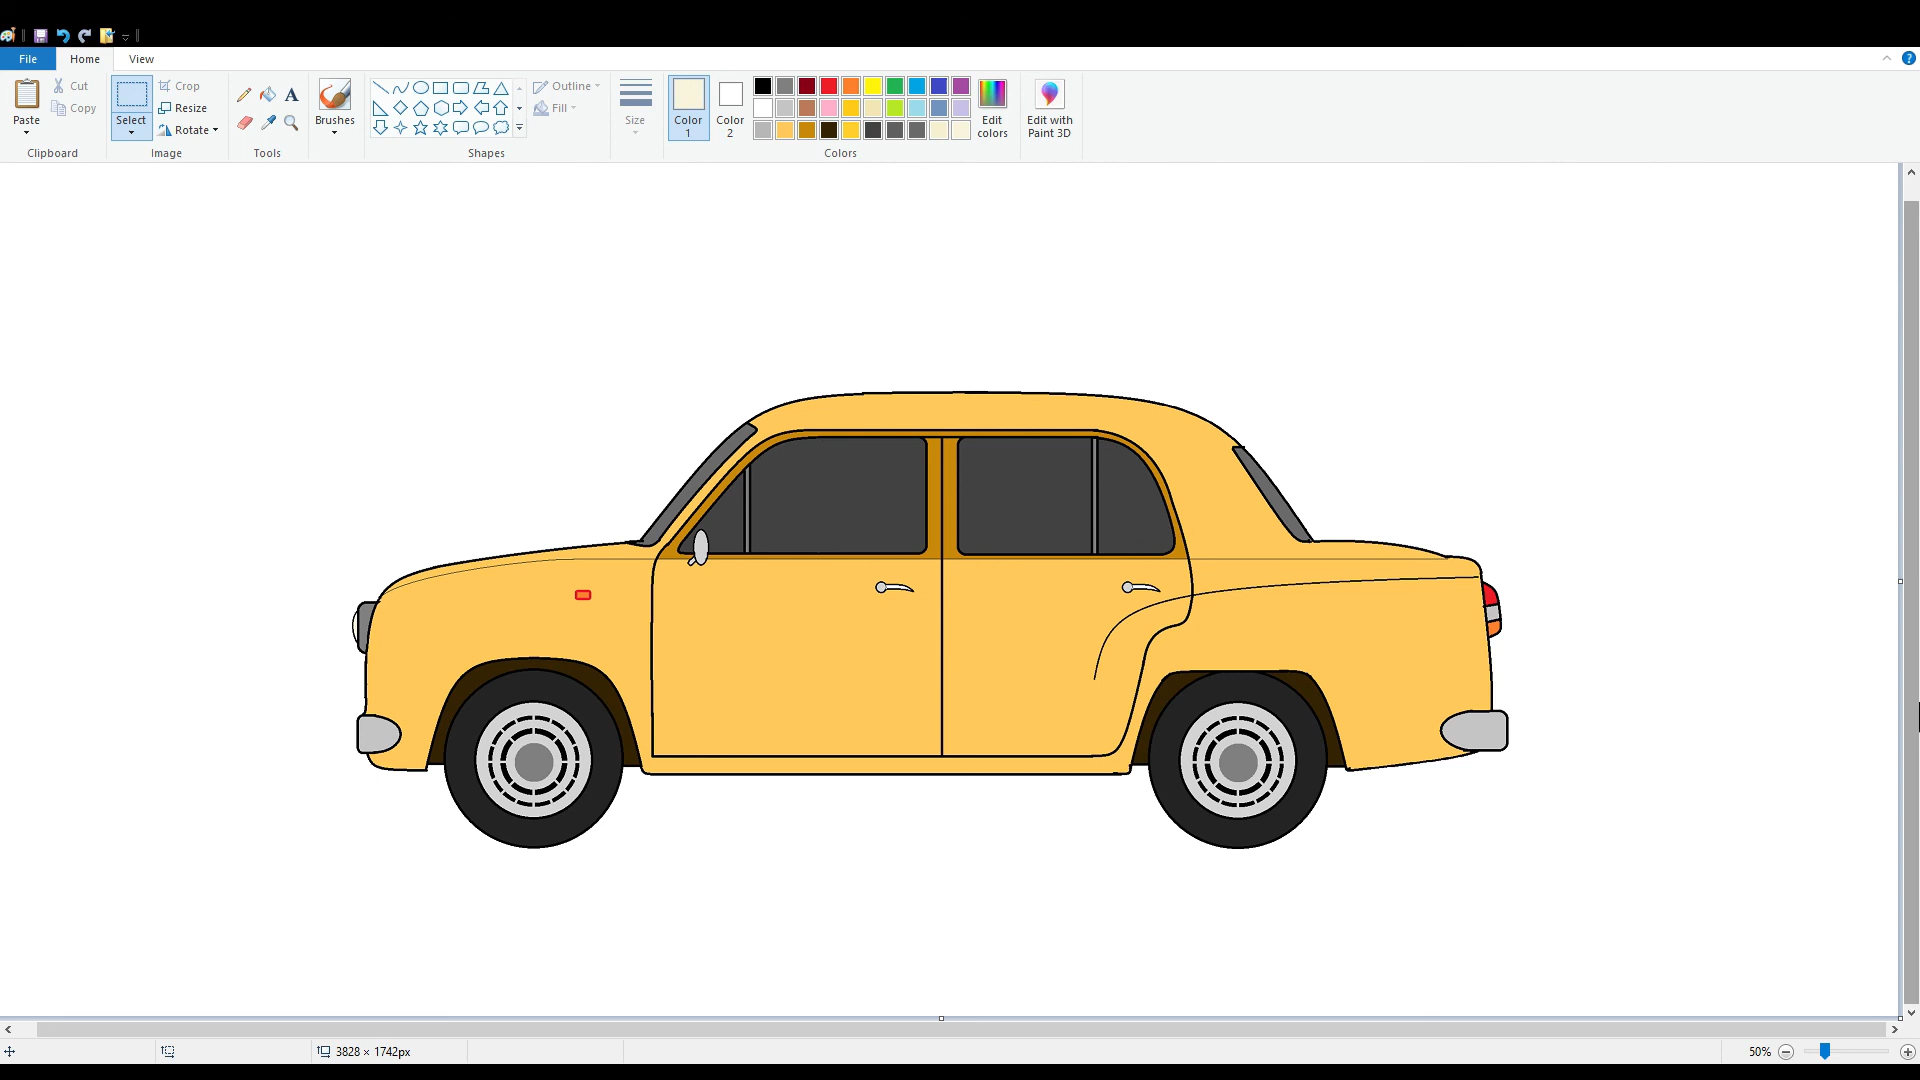 File Home View
Paste
Cut
Copy
Clipboard
Select
Crop
Resize
Rotate
Image
A
Tools
Brushes
Outline
Fill
Shapes
Size
Color 1
Color 2
Edit colors
Colors
Edit with Paint 3D
3828 × 1742px
50%